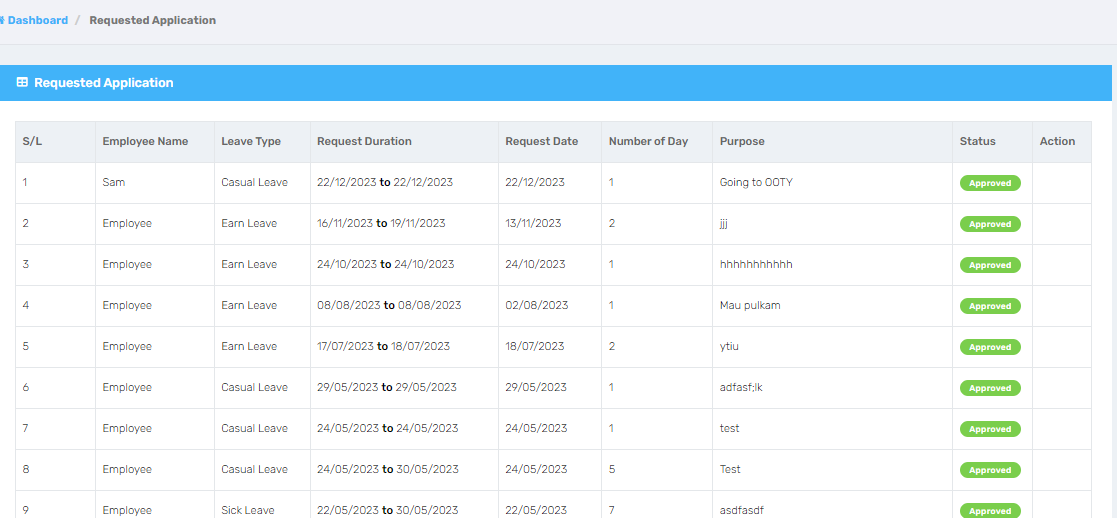 Dashboard / Requested Application
Requested Application
S/L Employee Name Leave Type Request Duration Request Date Number of Day Purpose Status Action
1 Sam Casual Leave 22/12/2023 to 22/12/2023 22/12/2023 1 Going to OOTY Approved
2 Employee Earn Leave 16/11/2023 to 19/11/2023 13/11/2023 2 jjj Approved
3 Employee Earn Leave 24/10/2023 to 24/10/2023 24/10/2023 1 hhhhhhhhhhh Approved
4 Employee Earn Leave 08/08/2023 to 08/08/2023 02/08/2023 1 Mau pulkam Approved
5 Employee Earn Leave 17/07/2023 to 18/07/2023 18/07/2023 2 ytiu Approved
6 Employee Casual Leave 29/05/2023 to 29/05/2023 29/05/2023 1 adfasf;lk Approved
7 Employee Casual Leave 24/05/2023 to 24/05/2023 24/05/2023 1 test Approved
8 Employee Casual Leave 24/05/2023 to 30/05/2023 24/05/2023 5 Test Approved
9 Employee Sick Leave 22/05/2023 to 30/05/2023 22/05/2023 7 asdfasdf Approved